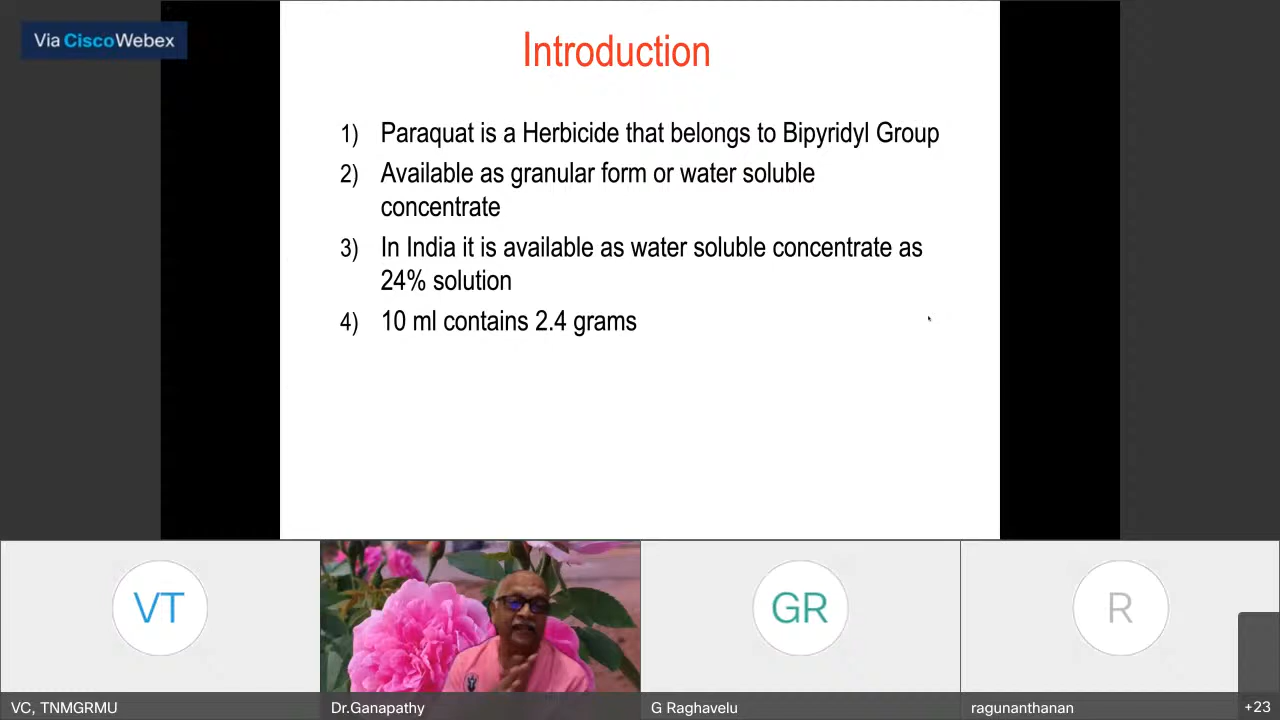 Via CiscoWebex
Introduction
1) Paraquat is a Herbicide that belongs to Bipyridyl Group
2) Available as granular form or water soluble
concentrate
3) In India it is available as water soluble concentrate as
24% solution
4) 10 ml contains 2.4 grams
VT
GR
R
VC, TNMGRMU
Dr.Ganapathy
G Raghavelu
ragunanthanan
+23